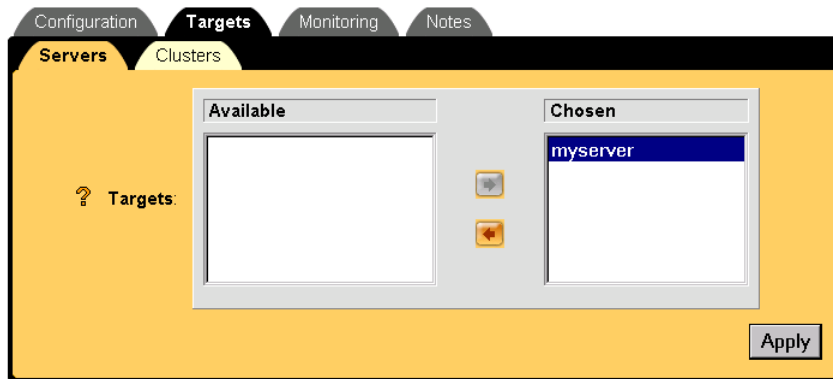 Configuration Targets Monitoring Notes
Servers Clusters
Available Chosen
myserver
? Targets:
Apply